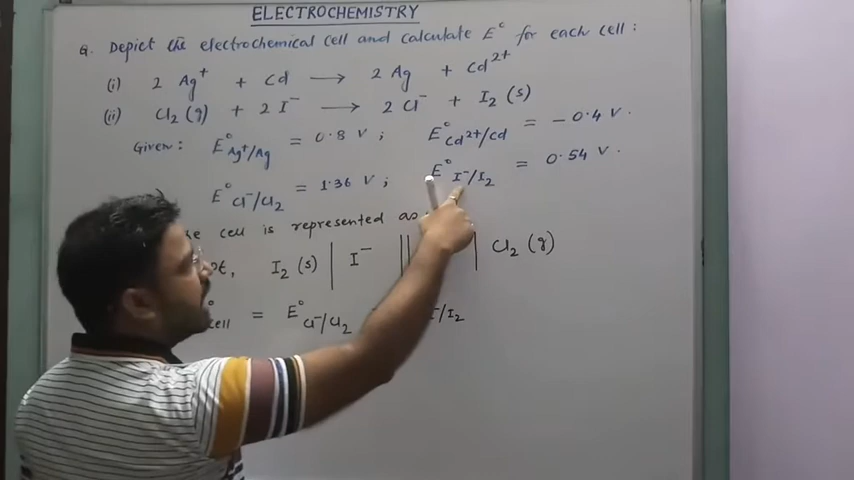 ELECTROCHEMISTRY
Q. Depict the electrochemical cell and calculate E° for each cell :
(i) 2 Ag⁺ + Cd → 2 Ag + Cd²⁺
(ii) Cl₂ (g) + 2 I⁻ → 2 Cl⁻ + I₂ (s)
Given : E°Ag⁺/Ag = 0.8 V ; E°Cd²⁺/Cd = - 0.4 V.
E°Cl⁻/Cl₂ = 1.36 V ; E°I⁻/I₂ = 0.54 V.
cell is represented as
I₂ (s) | I⁻ || | Cl₂ (g)
cell = E°Cl⁻/Cl₂ I⁻/I₂